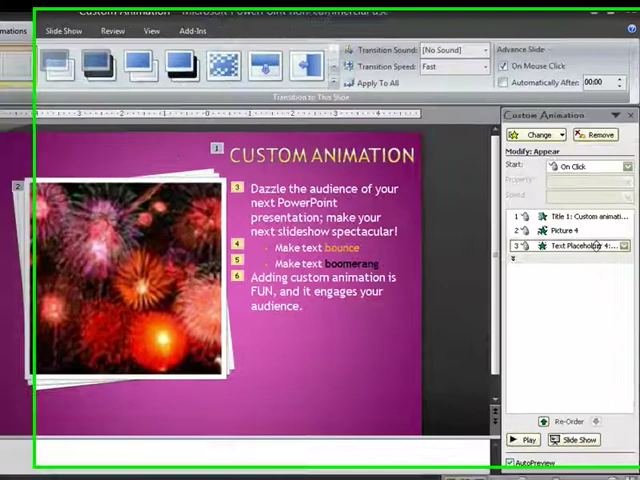 Custom Animation - Microsoft PowerPoint non-commercial use
mations
Slide Show
Review
View
Add-Ins
Transition Sound: [No Sound]
Transition Speed: Fast
Apply To All
Advance Slide
On Mouse Click
Automatically After: 00:00
Transition to This Slide
Custom Animation
Change
Remove
Modify: Appear
Start: On Click
Property:
Speed:
1 Title 1: Custom animati...
2 Picture 4
3 Text Placeholder 4:...
1
CUSTOM ANIMATION
2
3 Dazzle the audience of your
next PowerPoint
presentation; make your
next slideshow spectacular!
4 Make text bounce
5 Make text boomerang
6 Adding custom animation is
FUN, and it engages your
audience.
Re-Order
Play
Slide Show
AutoPreview